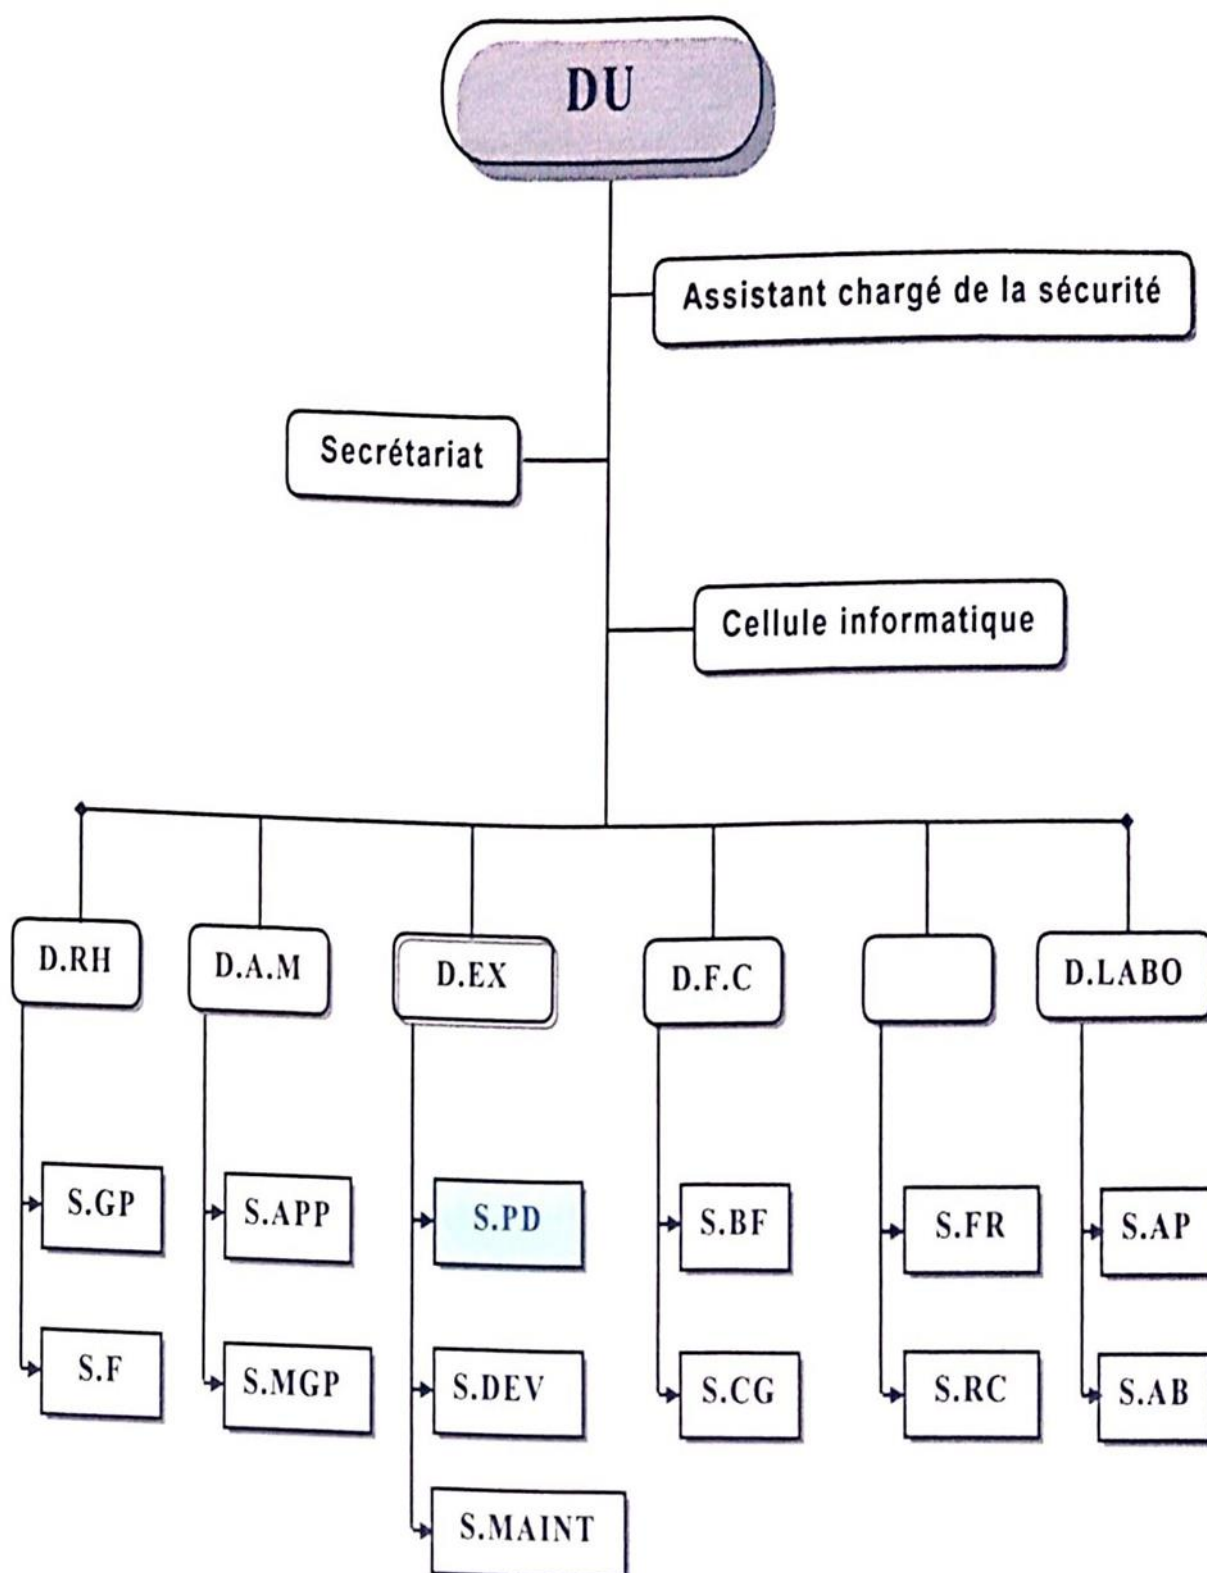 DU
Assistant chargé de la sécurité
Secrétariat
Cellule informatique
D.RH
D.A.M
D.EX
D.F.C
D.LABO
S.GP
S.APP
S.PD
S.BF
S.FR
S.AP
S.F
S.MGP
S.DEV
S.CG
S.RC
S.AB
S.MAINT